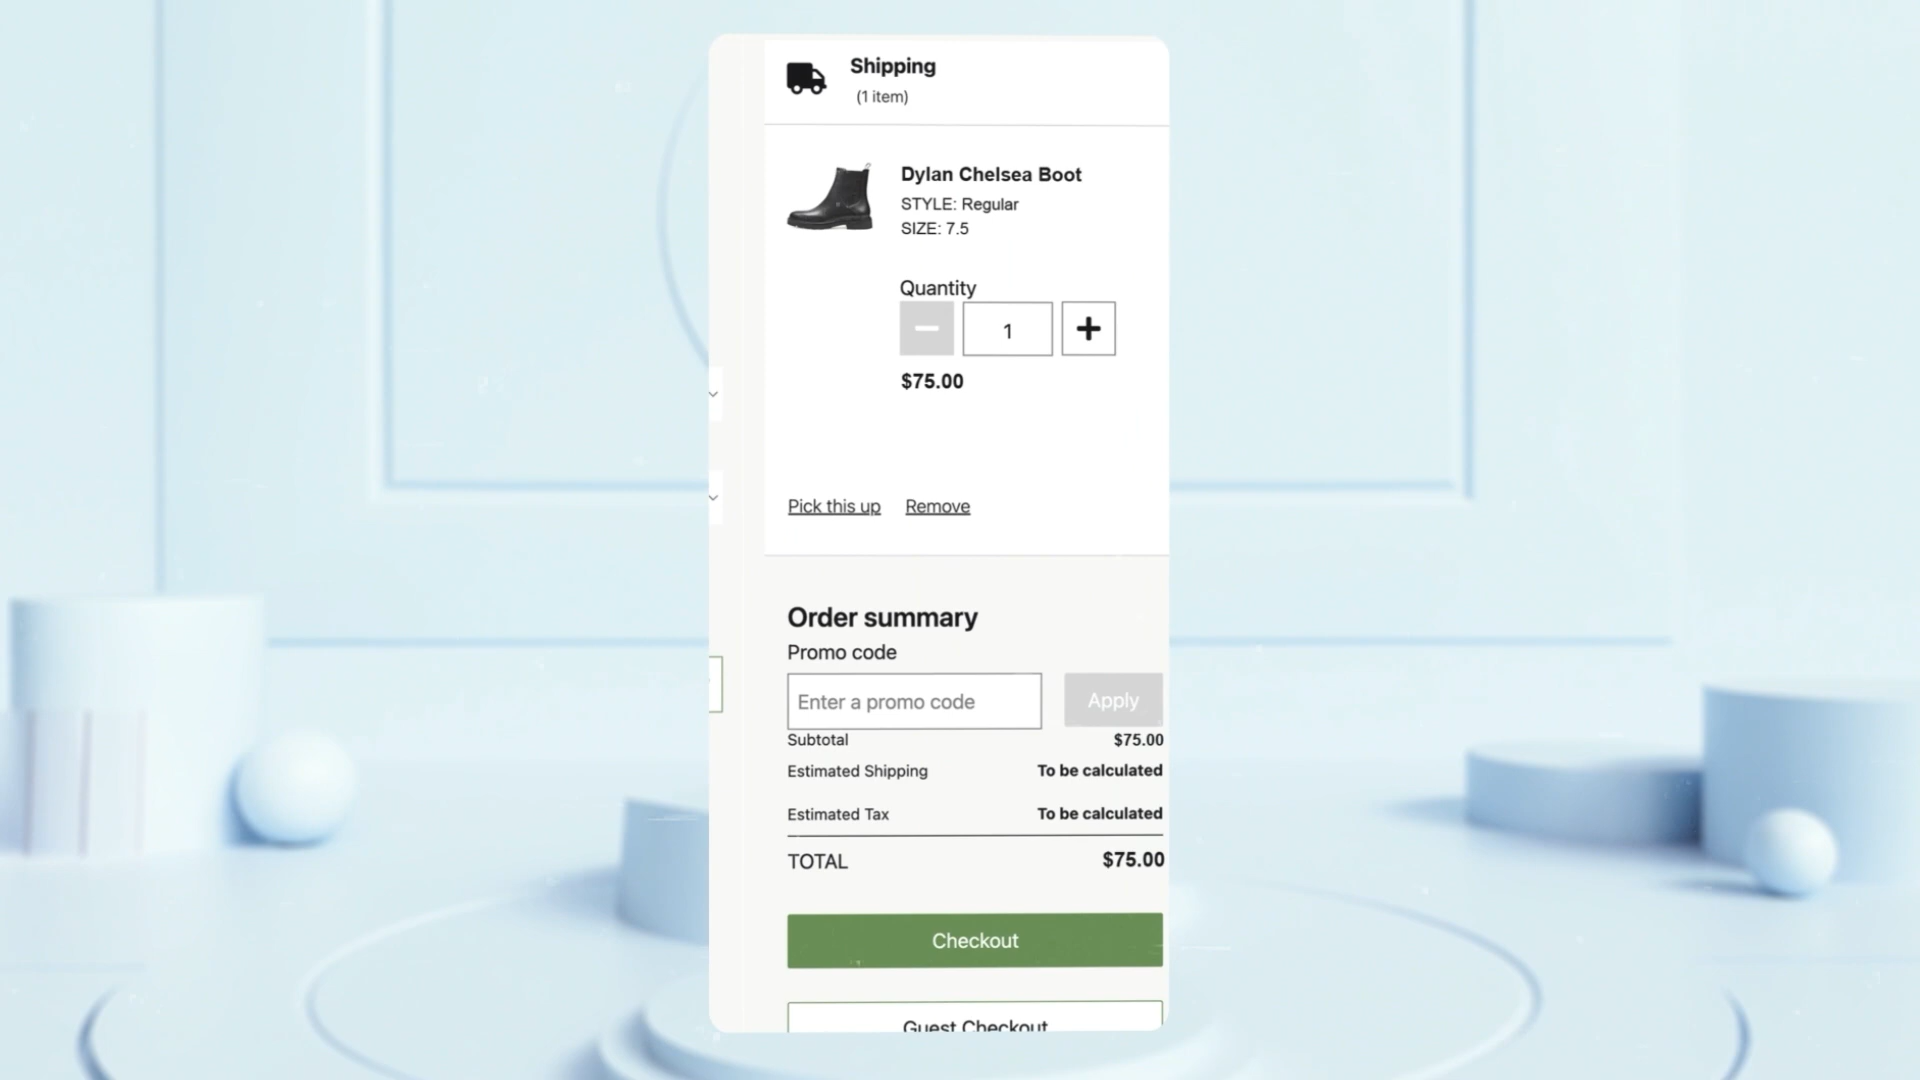 Shipping
(1 item)
Dylan Chelsea Boot
STYLE: Regular
SIZE: 7.5
Quantity
1
$75.00
Pick this up Remove
Order summary
Promo code
Enter a promo code Apply
Subtotal $75.00
Estimated Shipping To be calculated
Estimated Tax To be calculated
TOTAL $75.00
Checkout
Guest Checkout